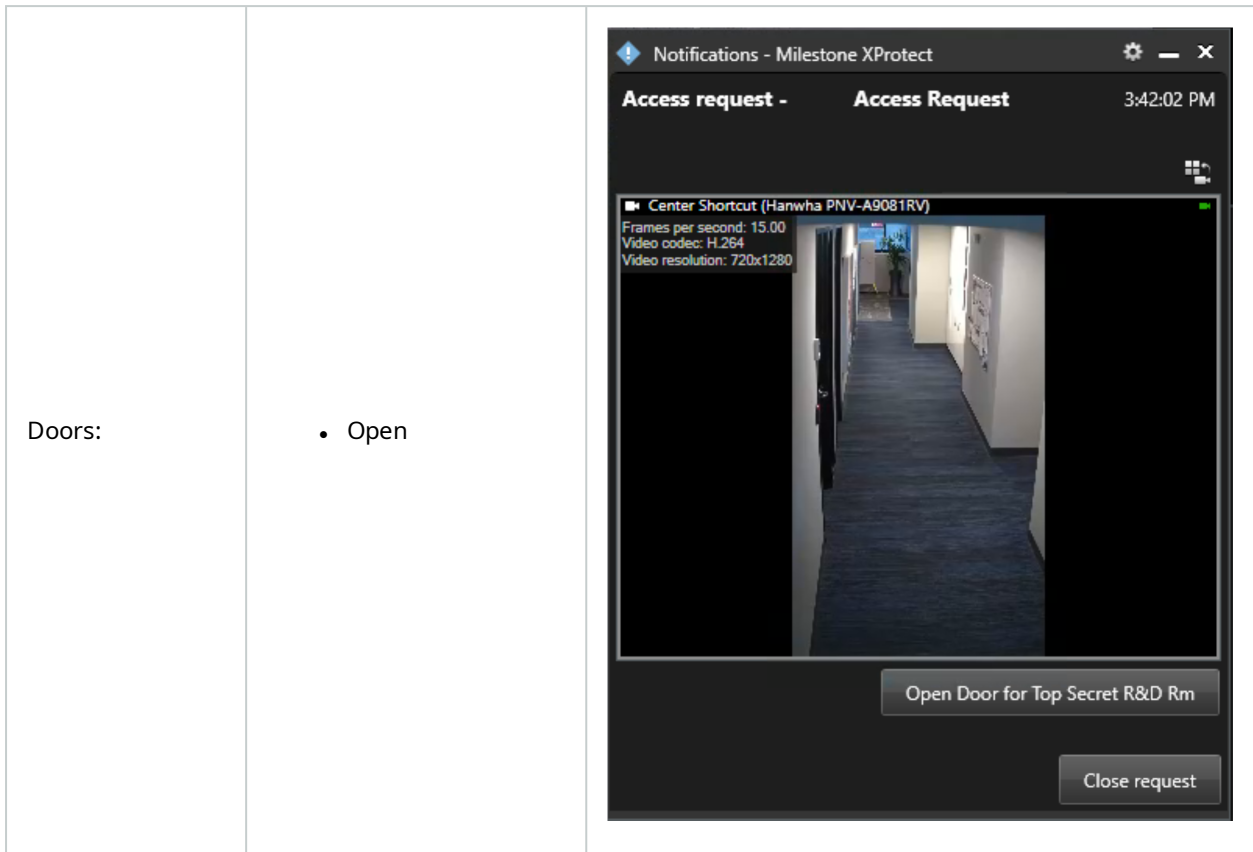 Doors:
• Open
Notifications - Milestone XProtect
Access request - Access Request 3:42:02 PM
Center Shortcut (Hanwha PNV-A9081RV)
Frames per second: 15.00
Video codec: H.264
Video resolution: 720x1280
Open Door for Top Secret R&D Rm
Close request